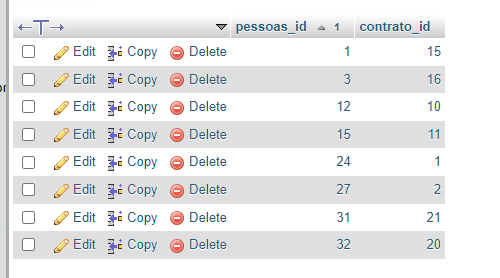 pessoas_id 1 contrato_id
Edit Copy Delete 1 15
Edit Copy Delete 3 16
Edit Copy Delete 12 10
Edit Copy Delete 15 11
Edit Copy Delete 24 1
Edit Copy Delete 27 2
Edit Copy Delete 31 21
Edit Copy Delete 32 20